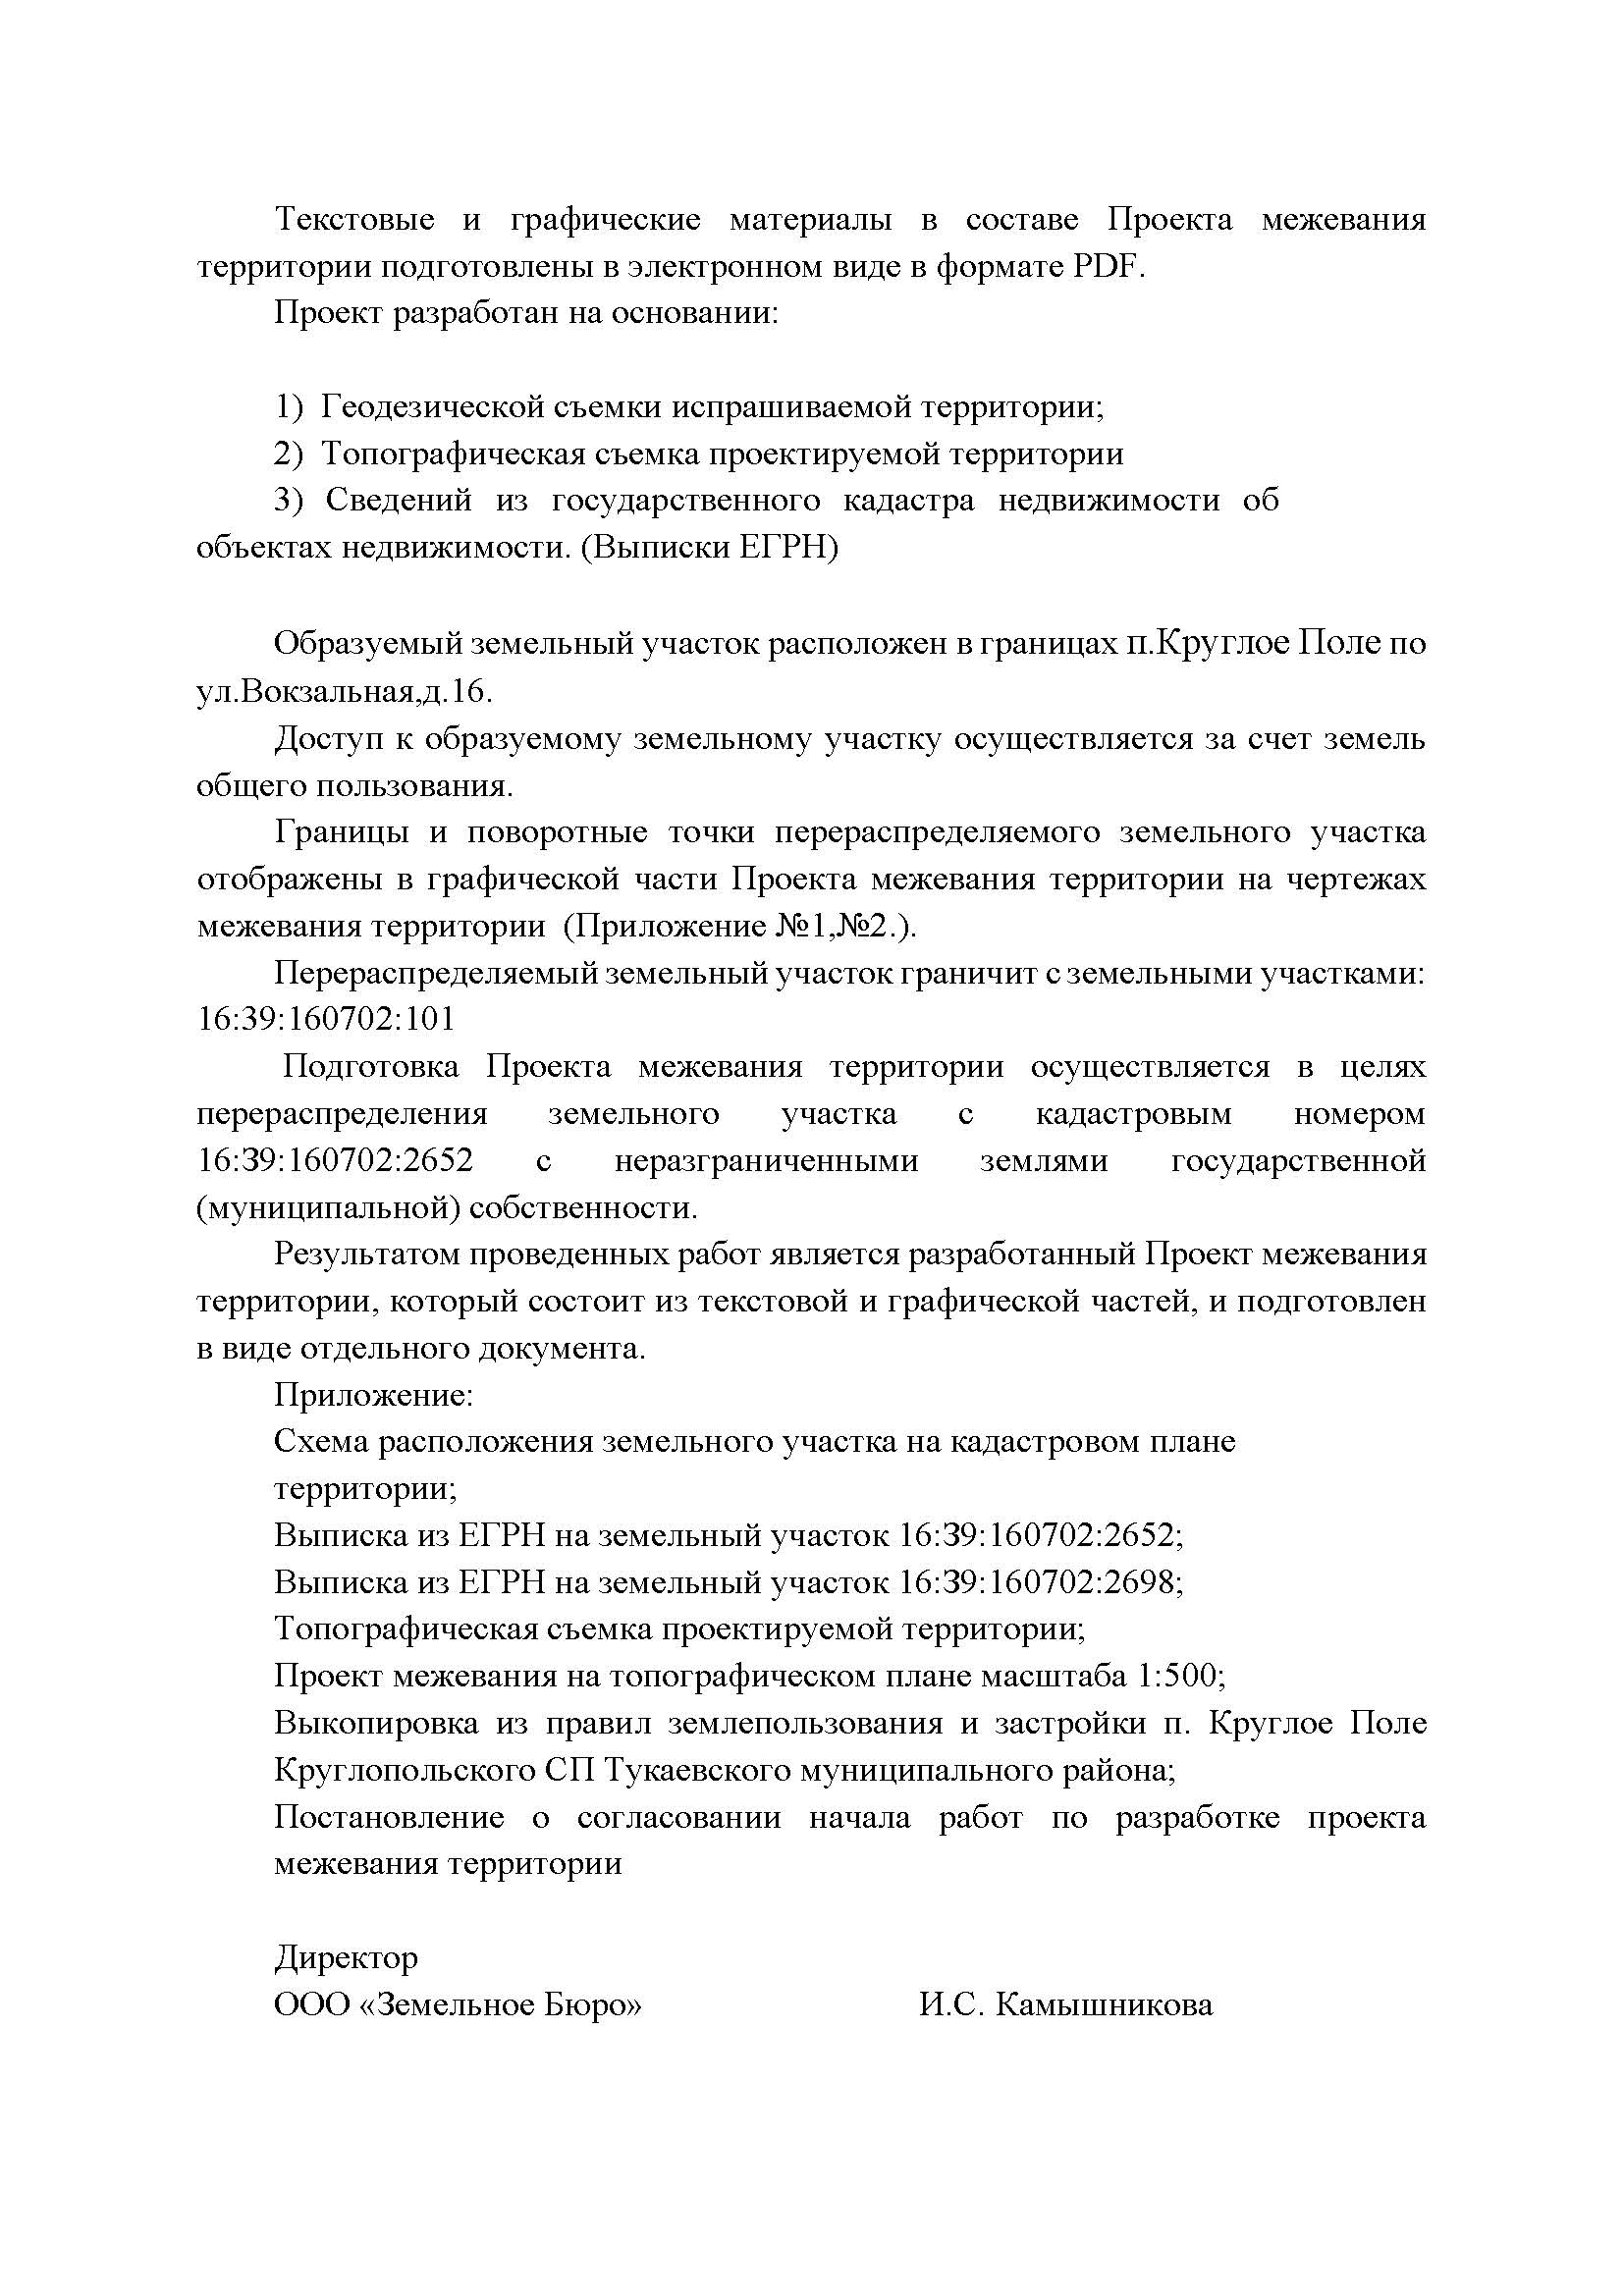 Текстовые и графические материалы в составе Проекта межевания
территории подготовлены в электронном виде в формате PDF.
Проект разработан на основании:
1) Геодезической съемки испрашиваемой территории;
2) Топографическая съемка проектируемой территории
3) Сведений из государственного кадастра недвижимости об
объектах недвижимости. (Выписки ЕГРН)
Образуемый земельный участок расположен в границах п.Круглое Поле по
ул.Вокзальная,д.16.
Доступ к образуемому земельному участку осуществляется за счет земель
общего пользования.
Границы и поворотные точки перераспределяемого земельного участка
отображены в графической части Проекта межевания территории на чертежах
межевания территории (Приложение №1,№2.).
Перераспределяемый земельный участок граничит с земельными участками:
16:39:160702:101
Подготовка Проекта межевания территории осуществляется в целях
перераспределения земельного участка с кадастровым номером
16:З9:160702:2652 с неразграниченными землями государственной
(муниципальной) собственности.
Результатом проведенных работ является разработанный Проект межевания
территории, который состоит из текстовой и графической частей, и подготовлен
в виде отдельного документа.
Приложение:
Схема расположения земельного участка на кадастровом плане
территории;
Выписка из ЕГРН на земельный участок 16:З9:160702:2652;
Выписка из ЕГРН на земельный участок 16:З9:160702:2698;
Топографическая съемка проектируемой территории;
Проект межевания на топографическом плане масштаба 1:500;
Выкопировка из правил землепользования и застройки п. Круглое Поле
Круглопольского СП Тукаевского муниципального района;
Постановление о согласовании начала работ по разработке проекта
межевания территории
Директор
ООО «Земельное Бюро» И.С. Камышникова